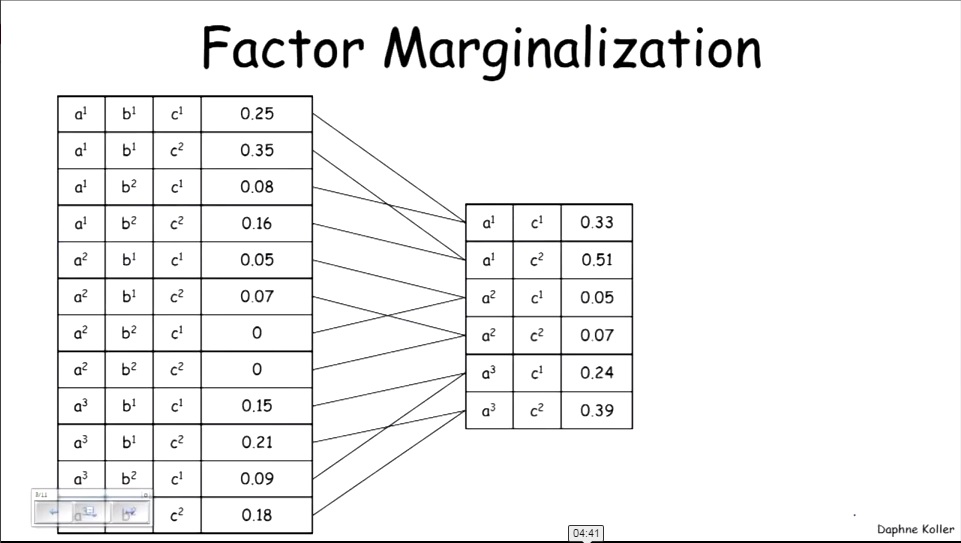 Factor Marginalization
a¹ b¹ c¹ 0.25
a¹ b¹ c² 0.35
a¹ b² c¹ 0.08
a¹ b² c² 0.16
a² b¹ c¹ 0.05
a² b¹ c² 0.07
a² b² c¹ 0
a² b² c² 0
a³ b¹ c¹ 0.15
a³ b¹ c² 0.21
a³ b² c¹ 0.09
c² 0.18
a¹ c¹ 0.33
a¹ c² 0.51
a² c¹ 0.05
a² c² 0.07
a³ c¹ 0.24
a³ c² 0.39
04:41
Daphne Koller